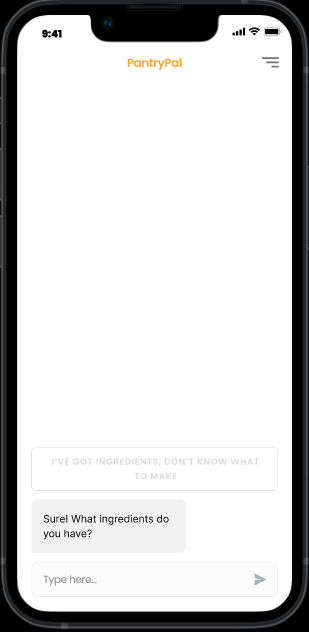 9:41
PantryPal
I'VE GOT INGREDIENTS, DON'T KNOW WHAT
TO MAKE
Sure! What ingredients do
you have?
Type here...